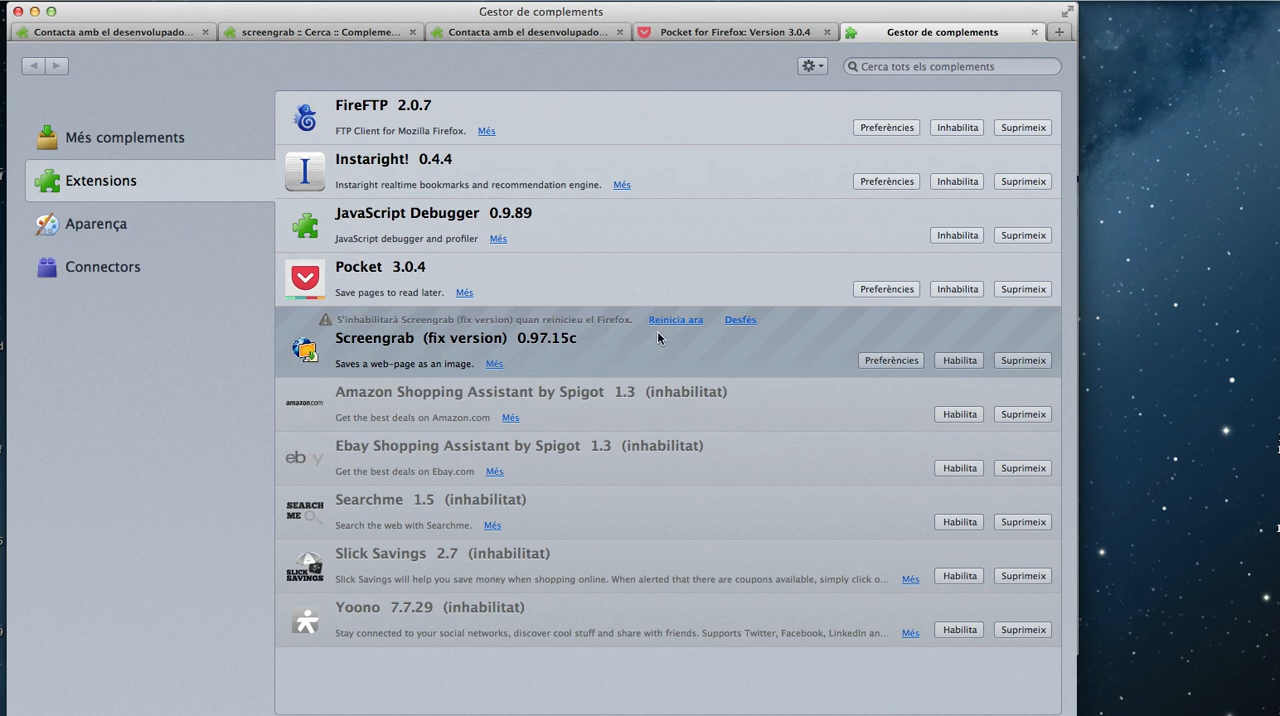 Gestor de complements
Contacta amb el desenvolupado...
screengrab :: Cerca :: Compleme...
Contacta amb el desenvolupado...
Pocket for Firefox: Version 3.0.4
Gestor de complements
Cerca tots els complements
Més complements
Extensions
Aparença
Connectors
FireFTP 2.0.7
FTP Client for Mozilla Firefox. Més
Preferències Inhabilita Suprimeix
Instaright! 0.4.4
Instaright realtime bookmarks and recommendation engine. Més
Preferències Inhabilita Suprimeix
JavaScript Debugger 0.9.89
JavaScript debugger and profiler Més
Inhabilita Suprimeix
Pocket 3.0.4
Save pages to read later. Més
Preferències Inhabilita Suprimeix
S'inhabilitarà Screengrab (fix version) quan reinicieu el Firefox. Reinicia ara Desfés
Screengrab (fix version) 0.97.15c
Saves a web-page as an image. Més
Preferències Habilita Suprimeix
amazon.com
Amazon Shopping Assistant by Spigot 1.3 (inhabilitat)
Get the best deals on Amazon.com Més
Habilita Suprimeix
eb y
Ebay Shopping Assistant by Spigot 1.3 (inhabilitat)
Get the best deals on Ebay.com Més
Habilita Suprimeix
SEARCH
ME
Searchme 1.5 (inhabilitat)
Search the web with Searchme. Més
Habilita Suprimeix
SLICK
SAVINGS
Slick Savings 2.7 (inhabilitat)
Slick Savings will help you save money when shopping online. When alerted that there are coupons available, simply click o... Més
Habilita Suprimeix
Yoono 7.7.29 (inhabilitat)
Stay connected to your social networks, discover cool stuff and share with friends. Supports Twitter, Facebook, LinkedIn an... Més
Habilita Suprimeix